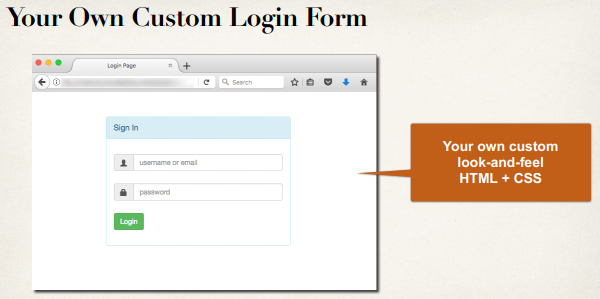 Your Own Custom Login Form
Login Page
Search
Sign In
username or email
password
Login
Your own custom
look-and-feel
HTML + CSS